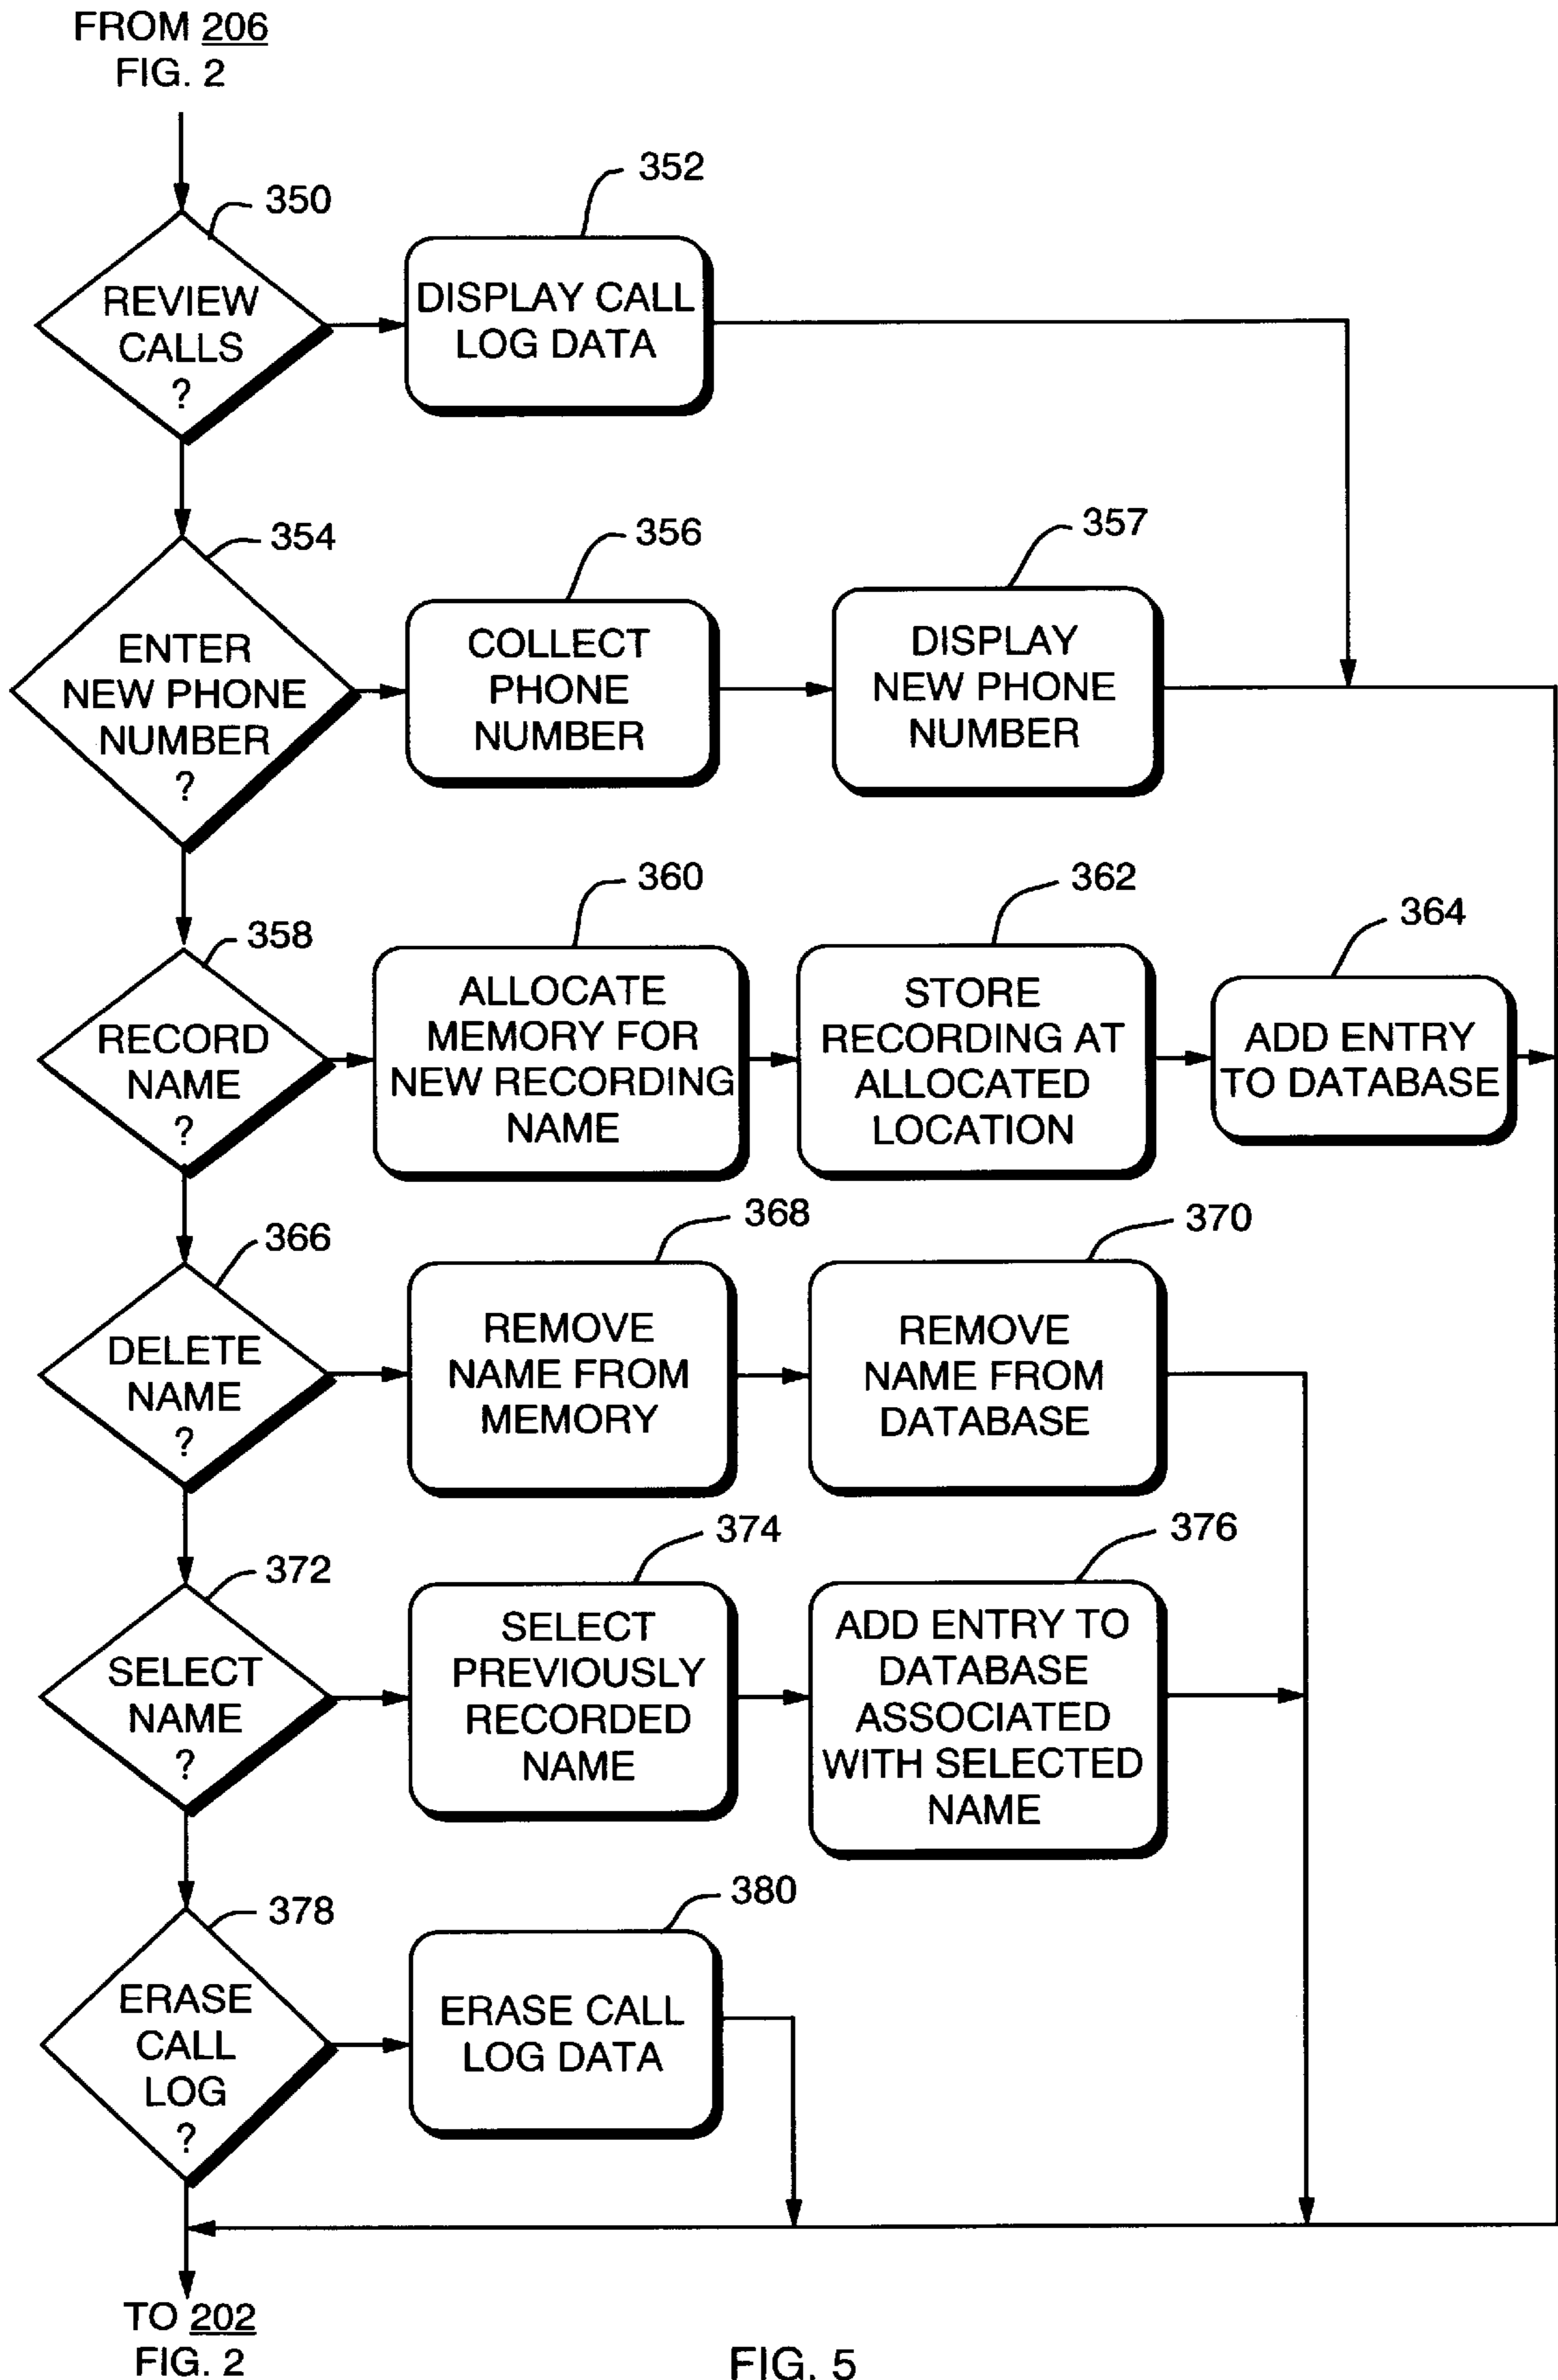 FROM 206
FIG. 2
350
REVIEW
CALLS
?
352
DISPLAY CALL
LOG DATA
354
ENTER
NEW PHONE
NUMBER
?
356
COLLECT
PHONE
NUMBER
357
DISPLAY
NEW PHONE
NUMBER
358
RECORD
NAME
?
360
ALLOCATE
MEMORY FOR
NEW RECORDING
NAME
362
STORE
RECORDING AT
ALLOCATED
LOCATION
364
ADD ENTRY
TO DATABASE
366
DELETE
NAME
?
368
REMOVE
NAME FROM
MEMORY
370
REMOVE
NAME FROM
DATABASE
372
SELECT
NAME
?
374
SELECT
PREVIOUSLY
RECORDED
NAME
376
ADD ENTRY TO
DATABASE
ASSOCIATED
WITH SELECTED
NAME
378
ERASE
CALL
LOG
?
380
ERASE CALL
LOG DATA
TO 202
FIG. 2
FIG. 5